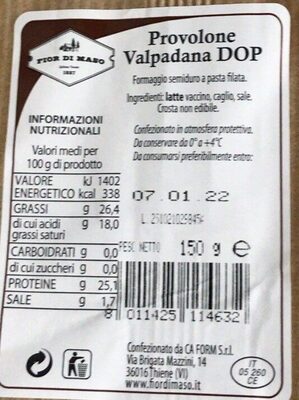 FIOR DI MASO
1887
Provolone
Valpadana DOP
Formaggio semiduro a pasta filata.
Ingredienti: latte vaccino, caglio, sale.
Crosta non edibile.
Confezionato in atmosfera protettiva.
Da conservare da 0° a +4°C
Da consumarsi preferibilmente entro:
07.01.22
INFORMAZIONI
NUTRIZIONALI
Valori medi per
100 g di prodotto
VALORE kJ 1402
ENERGETICO kcal 338
GRASSI g 26,4
di cui acidi g 18,0
grassi saturi
CARBOIDRATI g 0,0
di cui zuccheri g 0,0
PROTEINE g 25,1
SALE g 1,7
PESO NETTO 150 g e
8 011425 114632
Confezionato da CA FORM S.r.l.
Via Brigata Mazzini, 14
36016 Thiene (VI)
www.fiordimaso.it
IT
05 260
CE